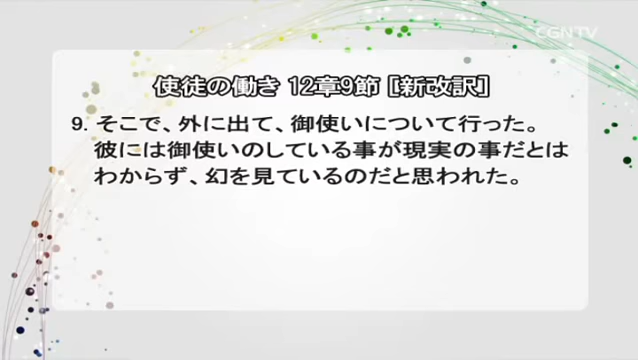 CGNTV
使徒の働き 12章9節 [新改訳]
9. そこで、外に出て、御使いについて行った。
彼には御使いのしている事が現実の事だとは
わからず、幻を見ているのだと思われた。